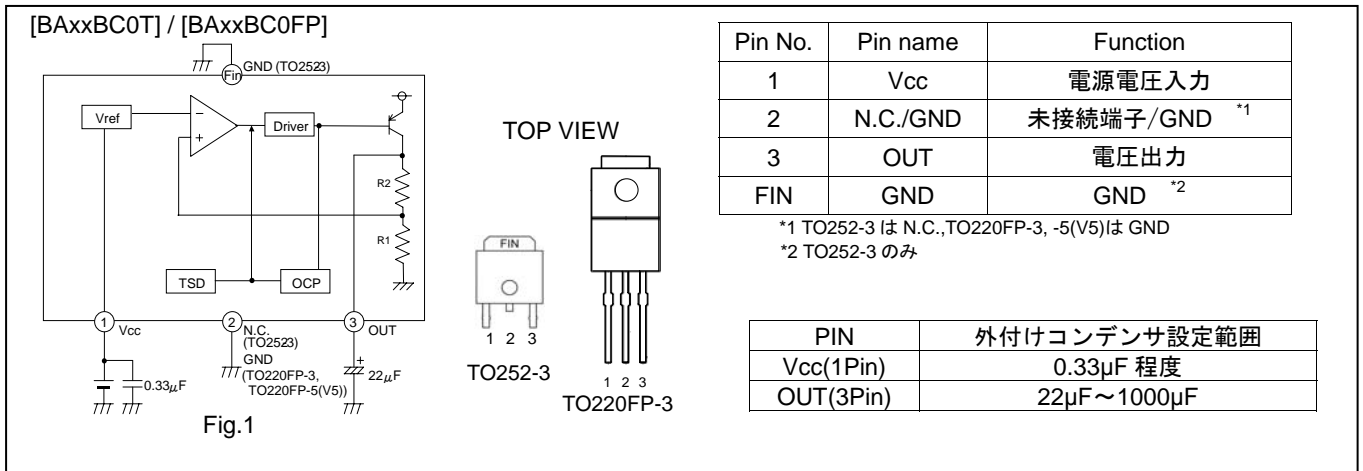 [BAxxBC0T] / [BAxxBC0FP]
Fin
GND (TO2523)
Vref
−
+
Driver
R2
R1
TSD
OCP
1
Vcc
2
N.C.
(TO2523)
GND
(TO220FP-3,
TO220FP-5(V5))
3
OUT
0.33μF
+
22μF
Fig.1
TOP VIEW
FIN
1 2 3
TO252-3
1 2 3
TO220FP-3
Pin No. Pin name Function
1 Vcc 電源電圧入力
2 N.C./GND 未接続端子/GND *1
3 OUT 電圧出力
FIN GND GND *2
*1 TO252-3 は N.C.,TO220FP-3, -5(V5)は GND
*2 TO252-3 のみ
PIN 外付けコンデンサ設定範囲
Vcc(1Pin) 0.33μF 程度
OUT(3Pin) 22μF～1000μF